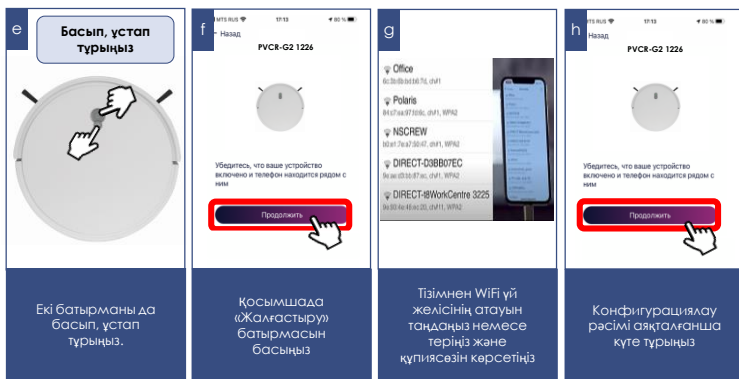 e
Басып, ұстап
тұрыңыз
Екі батырманы да
басып, ұстап
тұрыңыз.
f
MTS RUS
17:13
80 %
Назад
PVCR-G2 1226
Убедитесь, что ваше устройство
включено и телефон находится рядом с
ним
Продолжить
Қосымшада
«Жалғастыру»
батырмасын
басыңыз
g
Office
Polaris
NSCREW
DIRECT-D3BB07EC
DIRECT-t8WorkCentre 3225
Тізімнен WiFi үй
желісінің атауын
таңдаңыз немесе
теріңіз және
құпиясөзін көрсетіңіз
h
MTS RUS
17:13
80 %
Назад
PVCR-G2 1226
Убедитесь, что ваше устройство
включено и телефон находится рядом с
ним
Продолжить
Конфигурациялау
рәсімі аяқталғанша
күте тұрыңыз